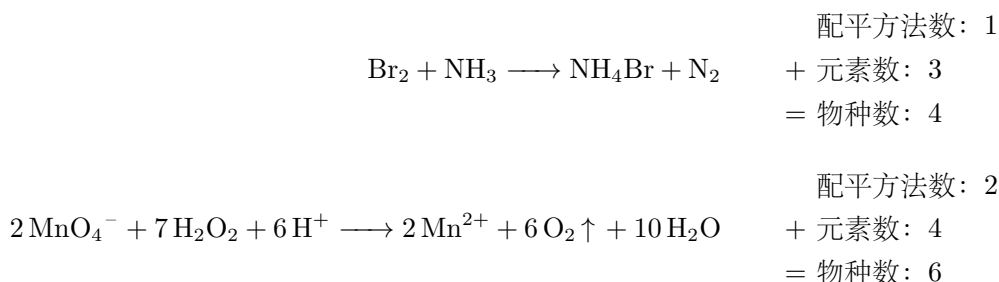 配平方法数: 1
Br₂ + NH₃ ⟶ NH₄Br + N₂ + 元素数: 3
= 物种数: 4
配平方法数: 2
2 MnO₄⁻ + 7 H₂O₂ + 6 H⁺ ⟶ 2 Mn²⁺ + 6 O₂↑ + 10 H₂O + 元素数: 4
= 物种数: 6